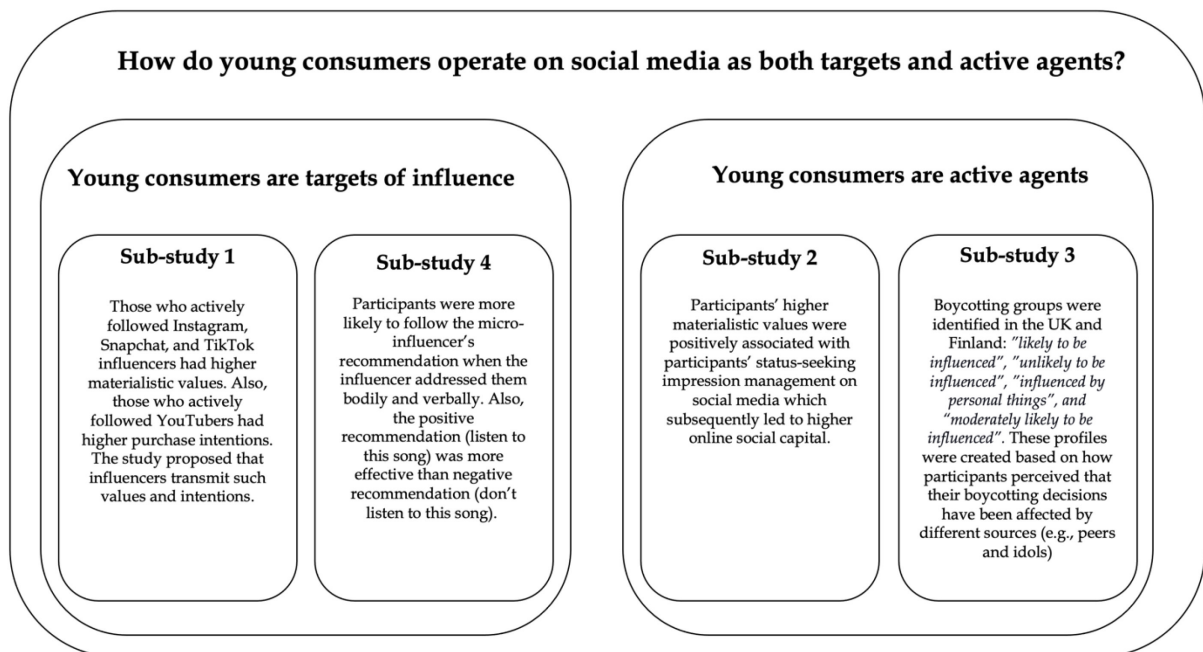 How do young consumers operate on social media as both targets and active agents?
Young consumers are targets of influence
Sub-study 1
Those who actively
followed Instagram,
Snapchat, and TikTok
influencers had higher
materialistic values. Also,
those who actively
followed YouTubers had
higher purchase intentions.
The study proposed that
influencers transmit such
values and intentions.
Sub-study 4
Participants were more
likely to follow the micro-
influencer’s
recommendation when the
influencer addressed them
bodily and verbally. Also,
the positive
recommendation (listen to
this song) was more
effective than negative
recommendation (don’t
listen to this song).
Young consumers are active agents
Sub-study 2
Participants’ higher
materialistic values were
positively associated with
participants’ status-seeking
impression management on
social media which
subsequently led to higher
online social capital.
Sub-study 3
Boycotting groups were
identified in the UK and
Finland: ”likely to be
influenced”, ”unlikely to be
influenced”, ”influenced by
personal things”, and
“moderately likely to be
influenced”. These profiles
were created based on how
participants perceived that
their boycotting decisions
have been affected by
different sources (e.g., peers
and idols)